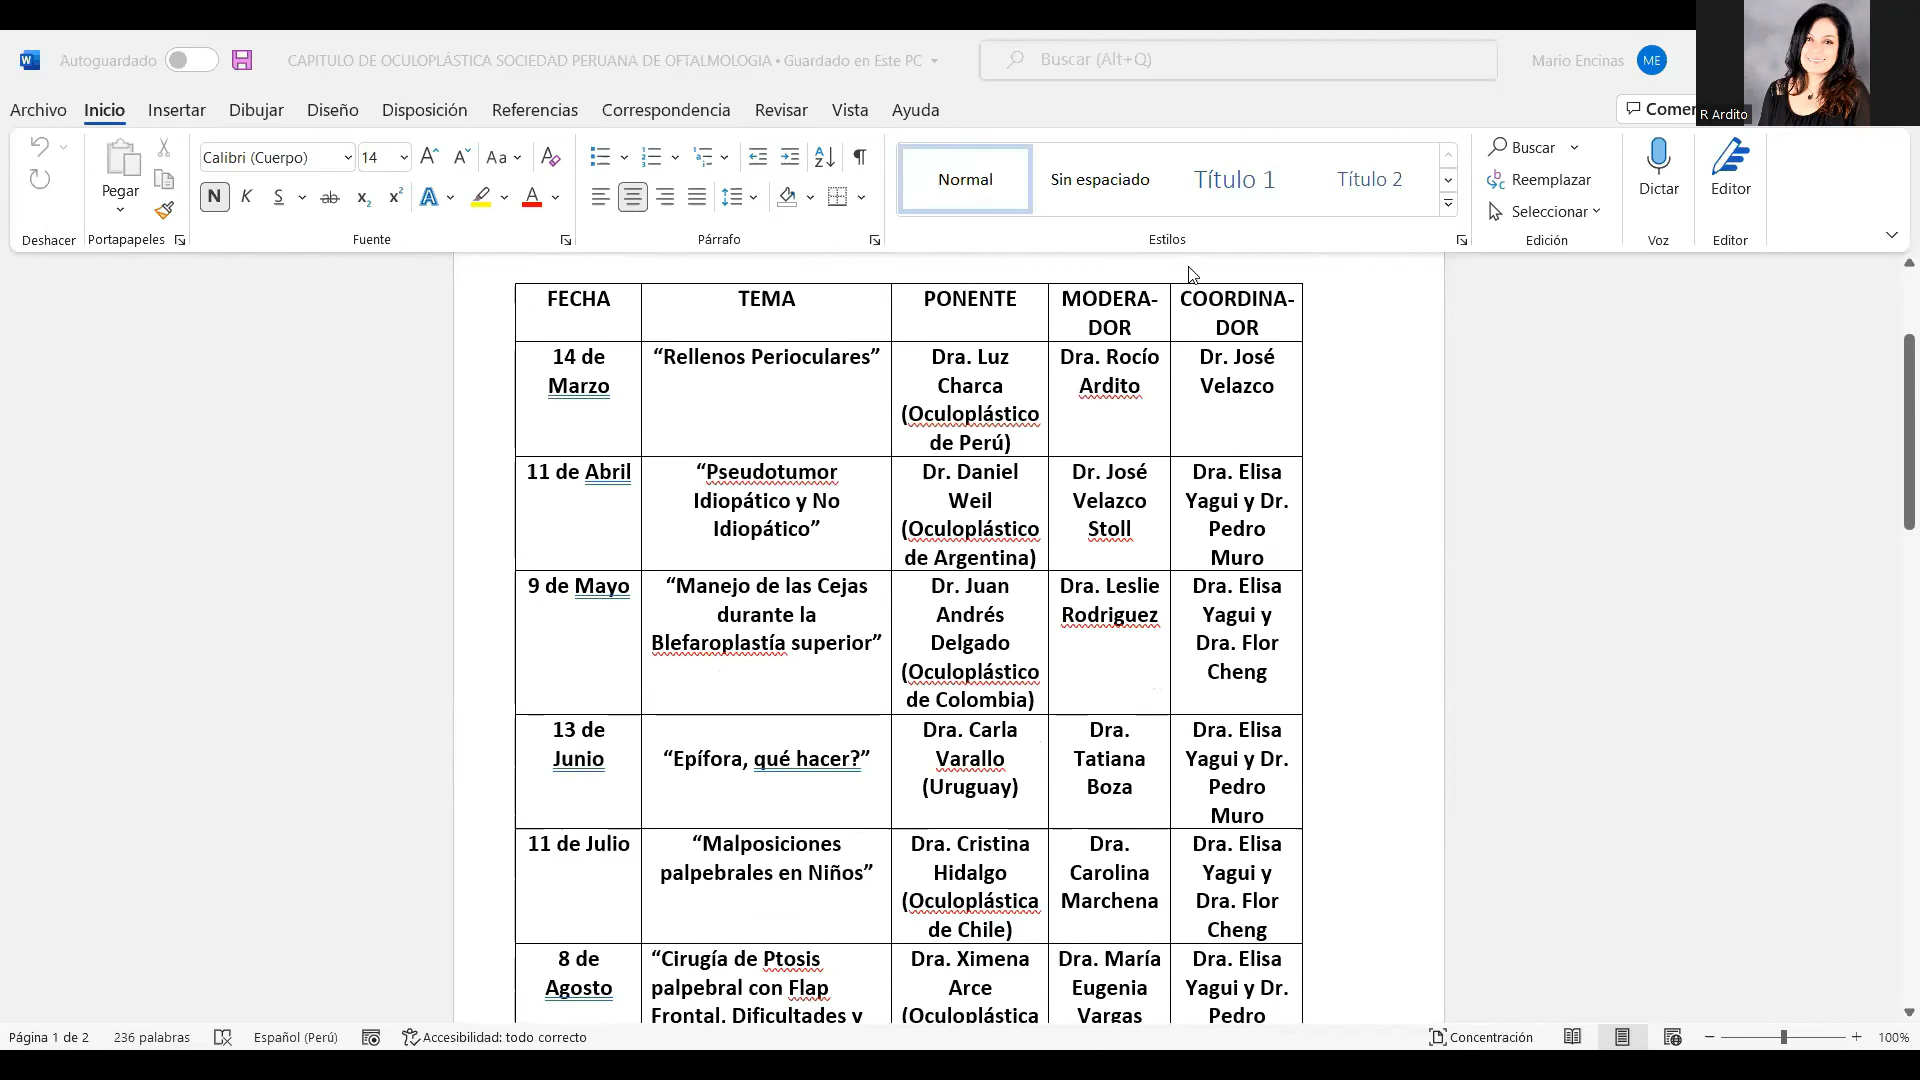 Autoguardado
CAPITULO DE OCULOPLÁSTICA SOCIEDAD PERUANA DE OFTALMOLOGIA • Guardado en Este PC
Buscar (Alt+Q)
Mario Encinas ME
Archivo Inicio Insertar Dibujar Diseño Disposición Referencias Correspondencia Revisar Vista Ayuda
Comen
R Ardito
Pegar
Calibri (Cuerpo) 14
Normal Sin espaciado Título 1 Título 2
Buscar
Reemplazar
Seleccionar
Dictar
Editor
Deshacer Portapapeles Fuente Párrafo Estilos Edición Voz Editor
FECHA
TEMA
PONENTE
MODERA-
DOR
COORDINA-
DOR
14 de
Marzo
“Rellenos Perioculares”
Dra. Luz
Charca
(Oculoplástico
de Perú)
Dra. Rocío
Ardito
Dr. José
Velazco
11 de Abril
“Pseudotumor
Idiopático y No
Idiopático”
Dr. Daniel
Weil
(Oculoplástico
de Argentina)
Dr. José
Velazco
Stoll
Dra. Elisa
Yagui y Dr.
Pedro
Muro
9 de Mayo
“Manejo de las Cejas
durante la
Blefaroplastía superior”
Dr. Juan
Andrés
Delgado
(Oculoplástico
de Colombia)
Dra. Leslie
Rodriguez
Dra. Elisa
Yagui y
Dra. Flor
Cheng
13 de
Junio
“Epífora, qué hacer?”
Dra. Carla
Varallo
(Uruguay)
Dra.
Tatiana
Boza
Dra. Elisa
Yagui y Dr.
Pedro
Muro
11 de Julio
“Malposiciones
palpebrales en Niños”
Dra. Cristina
Hidalgo
(Oculoplástica
de Chile)
Dra.
Carolina
Marchena
Dra. Elisa
Yagui y
Dra. Flor
Cheng
8 de
Agosto
“Cirugía de Ptosis
palpebral con Flap
Frontal. Dificultades y
Dra. Ximena
Arce
(Oculoplástica
Dra. María
Eugenia
Vargas
Dra. Elisa
Yagui y Dr.
Pedro
Página 1 de 2 236 palabras Español (Perú) Accesibilidad: todo correcto Concentración 100%